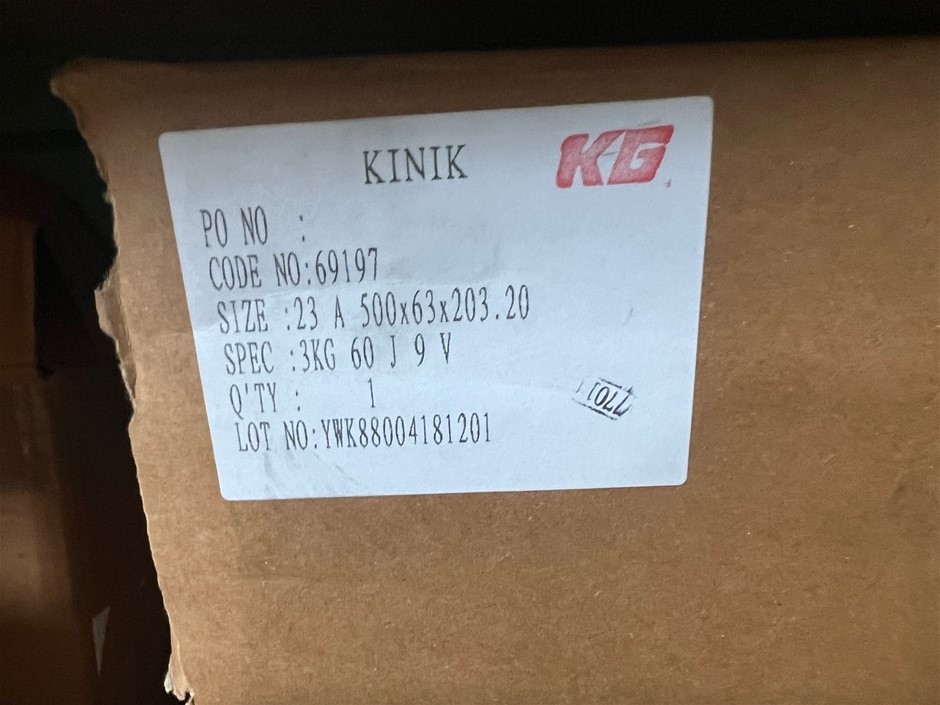 KINIK KG
PO NO :
CODE NO:69197
SIZE :23 A 500x63x203.20
SPEC :3KG 60 J 9 V
Q'TY : 1
LOT NO:YWK88004181201